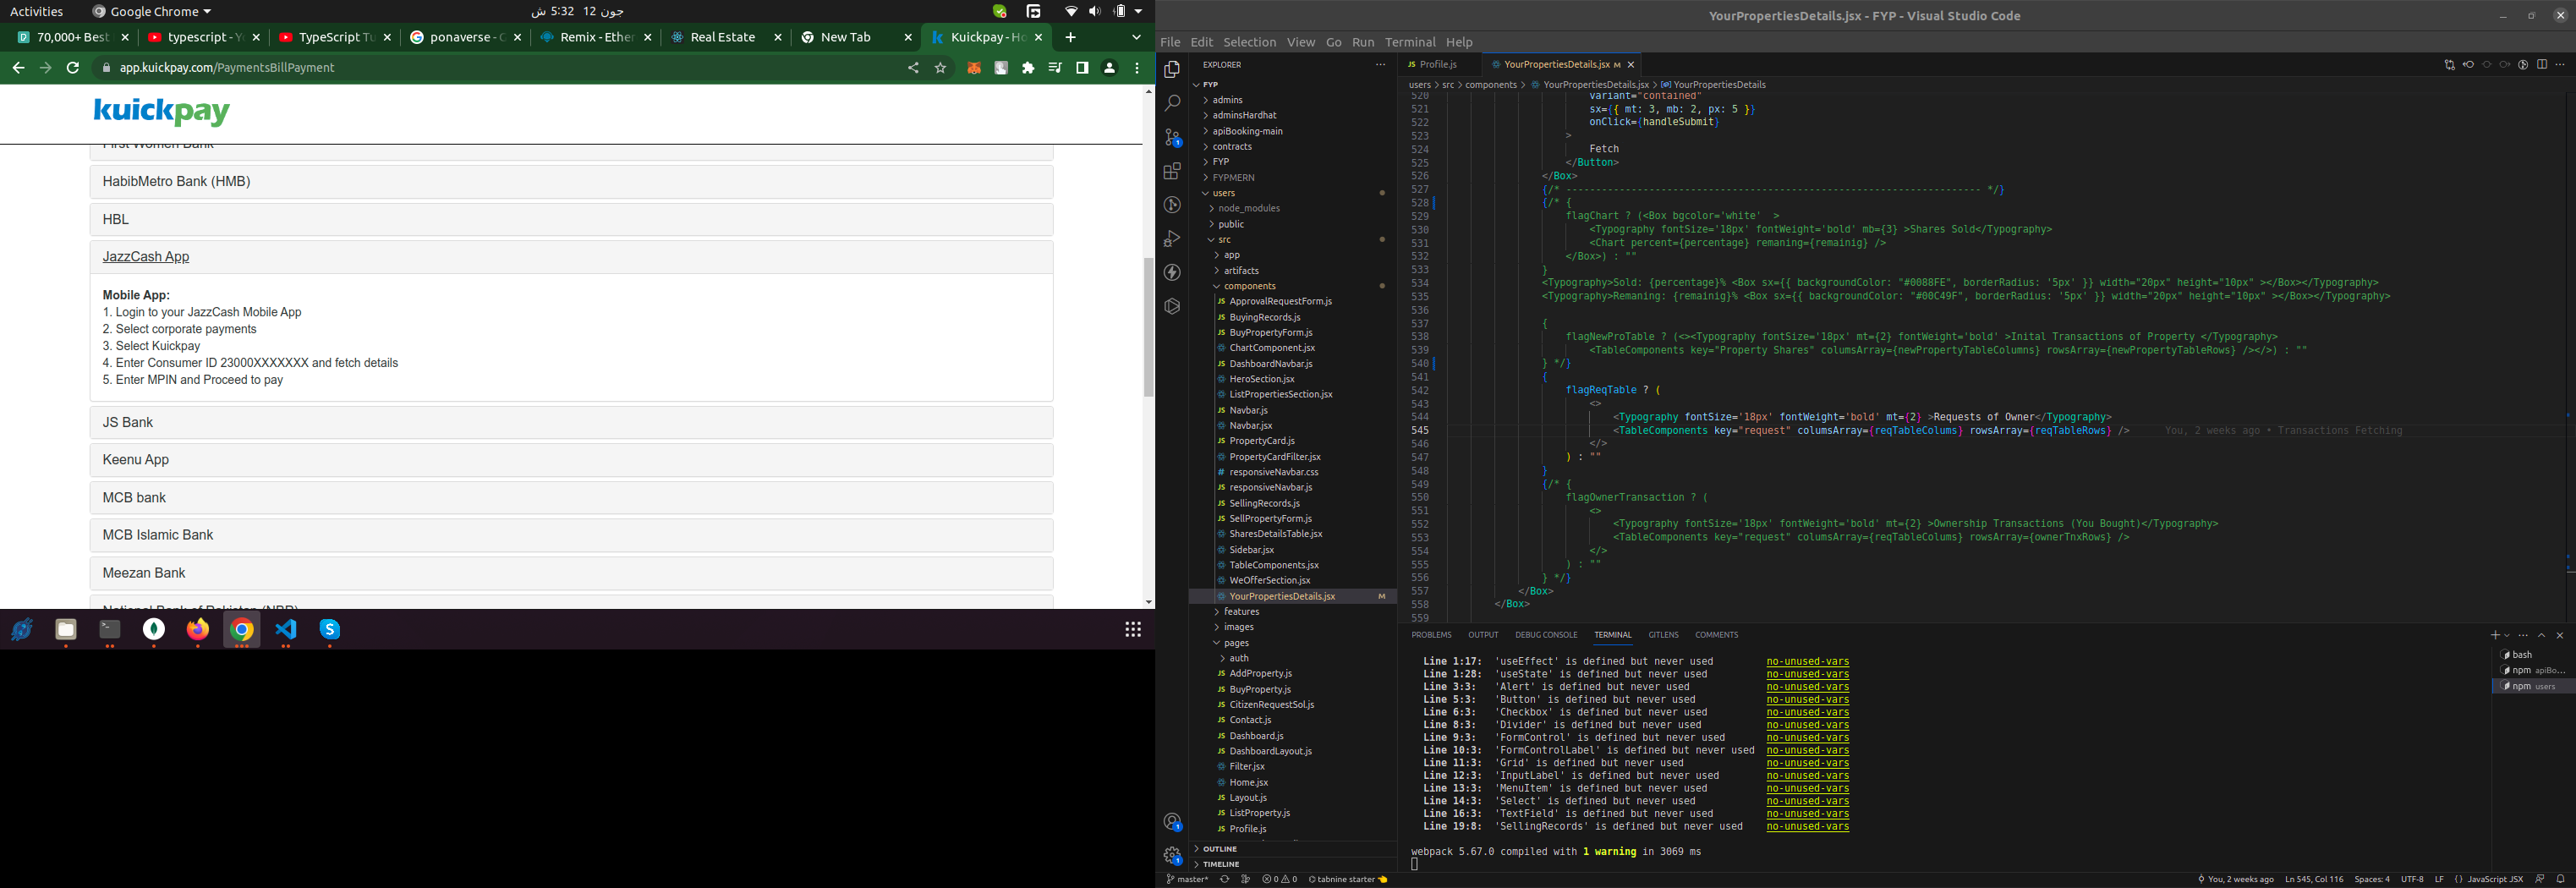 Activities
Google Chrome
جون 12  5:32 ش
70,000+ Best
typescript - Yo
TypeScript Tu
ponaverse - G
Remix - Ether
Real Estate
New Tab
Kuickpay - Ho
app.kuickpay.com/PaymentsBillPayment
kuickpay
First Women Bank
HabibMetro Bank (HMB)
HBL
JazzCash App
Mobile App:
1. Login to your JazzCash Mobile App
2. Select corporate payments
3. Select Kuickpay
4. Enter Consumer ID 23000XXXXXXX and fetch details
5. Enter MPIN and Proceed to pay
JS Bank
Keenu App
MCB bank
MCB Islamic Bank
Meezan Bank
National Bank of Pakistan (NBP)
YourPropertiesDetails.jsx - FYP - Visual Studio Code
File Edit Selection View Go Run Terminal Help
EXPLORER
FYP
admins
adminsHardhat
apiBooking-main
contracts
FYP
FYPMERN
users
node_modules
public
src
app
artifacts
components
ApprovalRequestForm.js
BuyingRecords.js
BuyPropertyForm.js
ChartComponent.jsx
DashboardNavbar.js
HeroSection.jsx
ListPropertiesSection.jsx
Navbar.js
Navbar.jsx
PropertyCard.js
PropertyCardFilter.jsx
responsiveNavbar.css
responsiveNavbar.js
SellingRecords.js
SellPropertyForm.js
SharesDetailsTable.jsx
Sidebar.jsx
TableComponents.jsx
WeOfferSection.jsx
YourPropertiesDetails.jsx M
features
images
pages
auth
AddProperty.js
BuyProperty.js
CitizenRequestSol.js
Contact.js
Dashboard.js
DashboardLayout.js
Filter.jsx
Home.jsx
Layout.js
ListProperty.js
Profile.js
OUTLINE
TIMELINE
Profile.js
YourPropertiesDetails.jsx M
users > src > components > YourPropertiesDetails.jsx > YourPropertiesDetails
520 variant="contained"
521 sx={{ mt: 3, mb: 2, px: 5 }}
522 onClick={handleSubmit}
523 >
524 Fetch
525 </Button>
526 </Box>
527 {/* ---------------------------------------------------------------------- */}
528 {/* {
529 flagChart ? (<Box bgcolor='white'  >
530 <Typography fontSize='18px' fontWeight='bold' mb={3} >Shares Sold</Typography>
531 <Chart percent={percentage} remaning={remainig} />
532 </Box>) : ""
533 }
534 <Typography>Sold: {percentage}% <Box sx={{ backgroundColor: "#0088FE", borderRadius: '5px' }} width="20px" height="10px" ></Box></Typography>
535 <Typography>Remaning: {remainig}% <Box sx={{ backgroundColor: "#00C49F", borderRadius: '5px' }} width="20px" height="10px" ></Box></Typography>
536
537 {
538 flagNewProTable ? (<><Typography fontSize='18px' mt={2} fontWeight='bold' >Inital Transactions of Property </Typography>
539 <TableComponents key="Property Shares" columsArray={newPropertyTableColumns} rowsArray={newPropertyTableRows} /></>) : ""
540 } */}
541 {
542 flagReqTable ? (
543 <>
544 <Typography fontSize='18px' fontWeight='bold' mt={2} >Requests of Owner</Typography>
545 <TableComponents key="request" columsArray={reqTableColums} rowsArray={reqTableRows} /> You, 2 weeks ago • Transactions Fetching
546 </>
547 ) : ""
548 }
549 {/* {
550 flagOwnerTransaction ? (
551 <>
552 <Typography fontSize='18px' fontWeight='bold' mt={2} >Ownership Transactions (You Bought)</Typography>
553 <TableComponents key="request" columsArray={reqTableColums} rowsArray={ownerTnxRows} />
554 </>
555 ) : ""
556 } */}
557 </Box>
558 </Box>
559
PROBLEMS OUTPUT DEBUG CONSOLE TERMINAL GITLENS COMMENTS
Line 1:17: 'useEffect' is defined but never used no-unused-vars
Line 1:28: 'useState' is defined but never used no-unused-vars
Line 3:3: 'Alert' is defined but never used no-unused-vars
Line 5:3: 'Button' is defined but never used no-unused-vars
Line 6:3: 'Checkbox' is defined but never used no-unused-vars
Line 8:3: 'Divider' is defined but never used no-unused-vars
Line 9:3: 'FormControl' is defined but never used no-unused-vars
Line 10:3: 'FormControlLabel' is defined but never used no-unused-vars
Line 11:3: 'Grid' is defined but never used no-unused-vars
Line 12:3: 'InputLabel' is defined but never used no-unused-vars
Line 13:3: 'MenuItem' is defined but never used no-unused-vars
Line 14:3: 'Select' is defined but never used no-unused-vars
Line 16:3: 'TextField' is defined but never used no-unused-vars
Line 19:8: 'SellingRecords' is defined but never used no-unused-vars
webpack 5.67.0 compiled with 1 warning in 3069 ms
bash
npm apiBo...
npm users
master*
0 0
tabnine starter
You, 2 weeks ago
Ln 545, Col 116
Spaces: 4
UTF-8
LF
JavaScript JSX